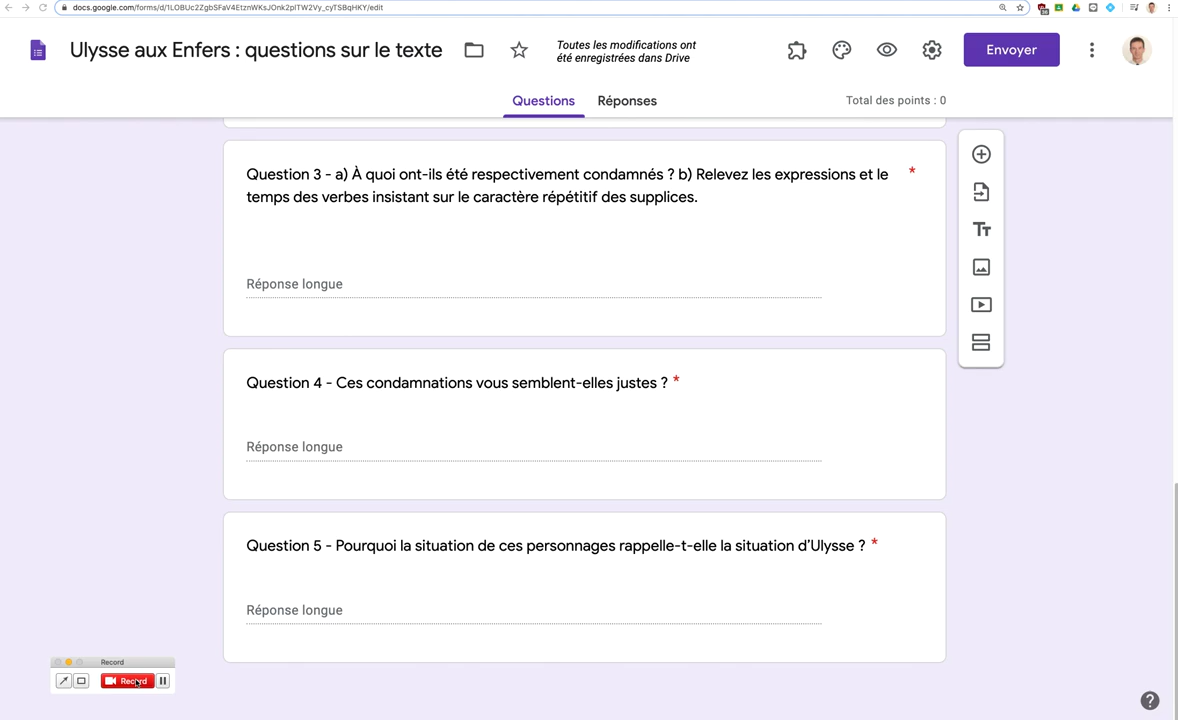 docs.google.com/forms/d/1LOBUc2ZgbSFaV4EtznWKsJOnk2pITW2Vy_cyTSBqHKY/edit
Ulysse aux Enfers : questions sur le texte
Toutes les modifications ont
été enregistrées dans Drive
Envoyer
Questions
Réponses
Total des points : 0
Question 3 - a) À quoi ont-ils été respectivement condamnés ? b) Relevez les expressions et le *
temps des verbes insistant sur le caractère répétitif des supplices.
Réponse longue
Question 4 - Ces condamnations vous semblent-elles justes ? *
Réponse longue
Question 5 - Pourquoi la situation de ces personnages rappelle-t-elle la situation d'Ulysse ? *
Réponse longue
Record
Record